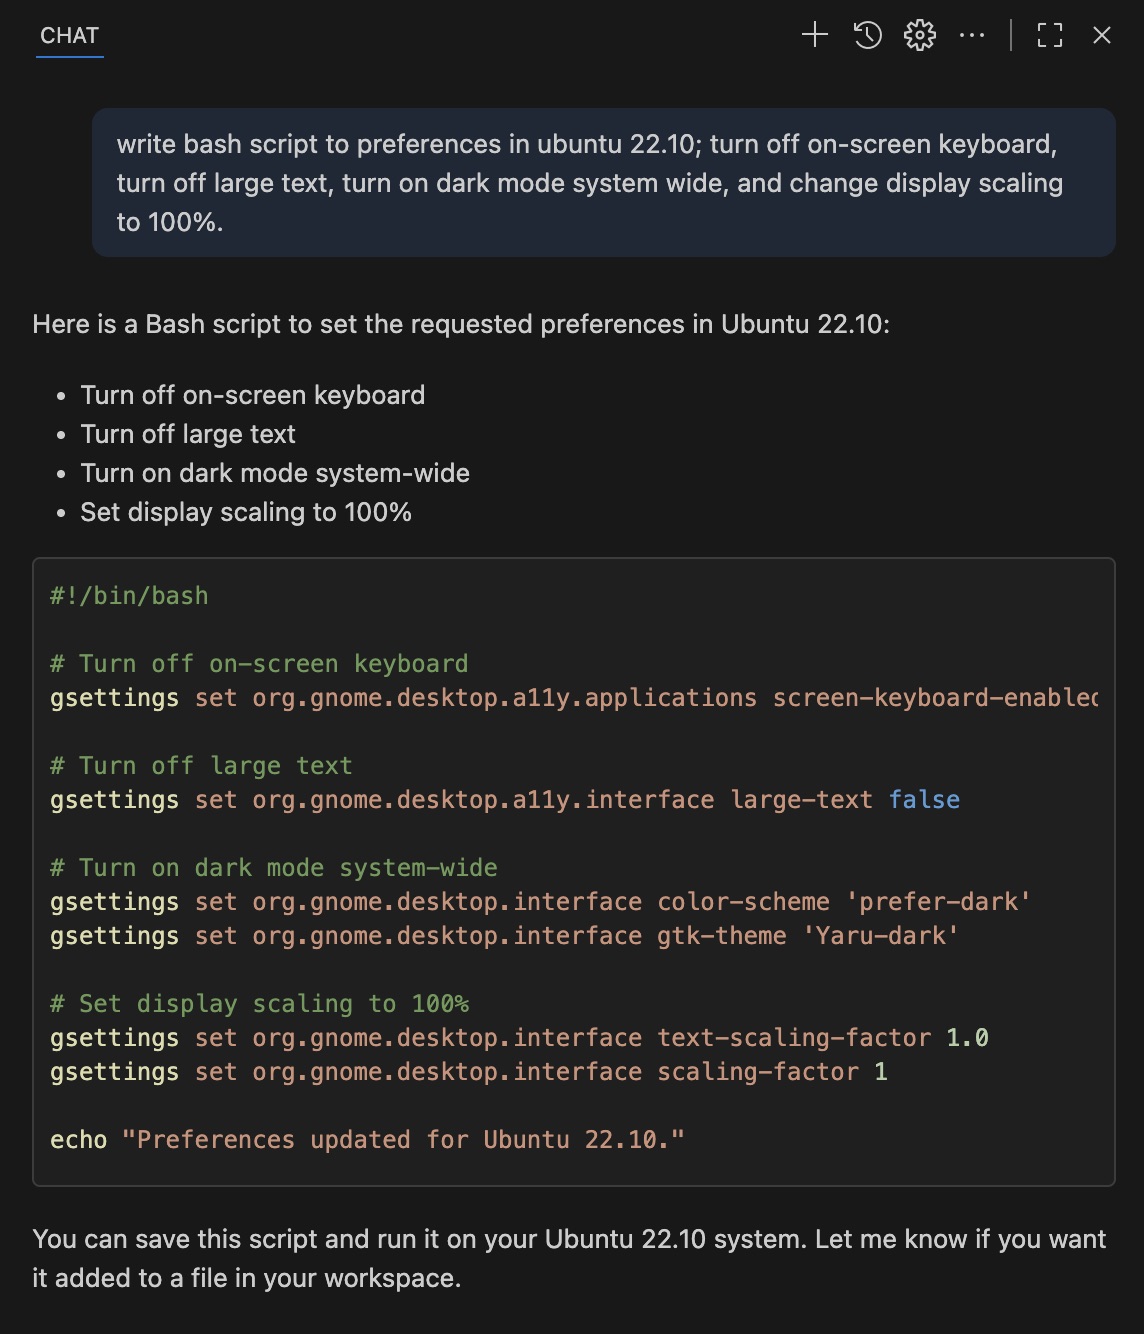 CHAT
write bash script to preferences in ubuntu 22.10; turn off on-screen keyboard,
turn off large text, turn on dark mode system wide, and change display scaling
to 100%.
Here is a Bash script to set the requested preferences in Ubuntu 22.10:
• Turn off on-screen keyboard
• Turn off large text
• Turn on dark mode system-wide
• Set display scaling to 100%
#!/bin/bash
# Turn off on-screen keyboard
gsettings set org.gnome.desktop.a11y.applications screen-keyboard-enabled
# Turn off large text
gsettings set org.gnome.desktop.a11y.interface large-text false
# Turn on dark mode system-wide
gsettings set org.gnome.desktop.interface color-scheme 'prefer-dark'
gsettings set org.gnome.desktop.interface gtk-theme 'Yaru-dark'
# Set display scaling to 100%
gsettings set org.gnome.desktop.interface text-scaling-factor 1.0
gsettings set org.gnome.desktop.interface scaling-factor 1
echo "Preferences updated for Ubuntu 22.10."
You can save this script and run it on your Ubuntu 22.10 system. Let me know if you want
it added to a file in your workspace.